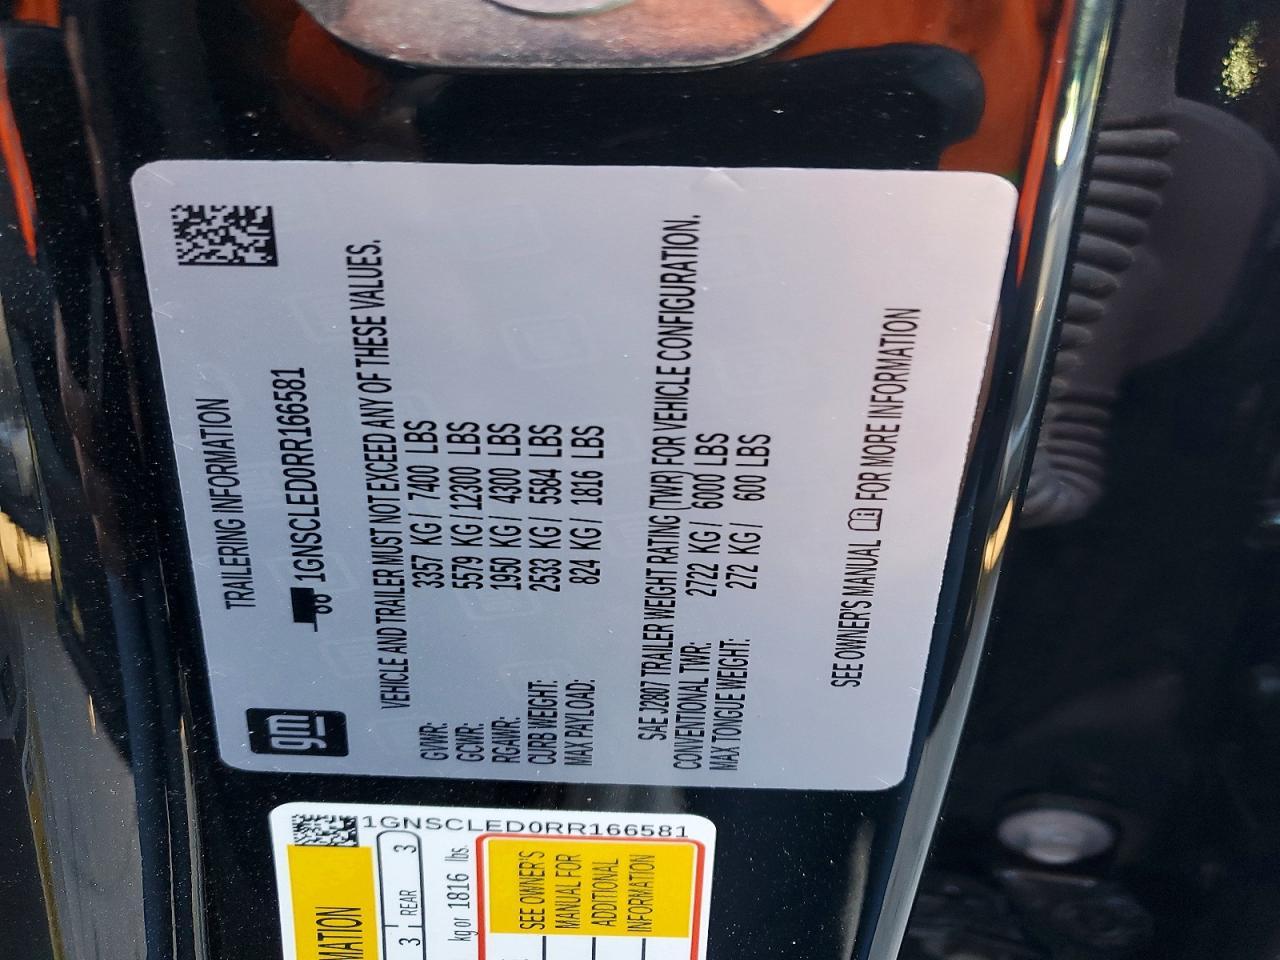 gm
TRAILERING INFORMATION
1GNSCLED0RR166581
VEHICLE AND TRAILER MUST NOT EXCEED ANY OF THESE VALUES.
GVWR: 3357 KG / 7400 LBS
GCWR: 5579 KG / 12300 LBS
RGAWR: 1950 KG / 4300 LBS
CURB WEIGHT: 2533 KG / 5584 LBS
MAX PAYLOAD: 824 KG / 1816 LBS
SAE J2807 TRAILER WEIGHT RATING (TWR) FOR VEHICLE CONFIGURATION.
CONVENTIONAL TWR: 2722 KG / 6000 LBS
MAX TONGUE WEIGHT: 272 KG / 600 LBS
SEE OWNER'S MANUAL FOR MORE INFORMATION
1GNSCLED0RR166581
MATION
3 REAR 3
kg or 1816 lbs.
SEE OWNER'S
MANUAL FOR
ADDITIONAL
INFORMATION